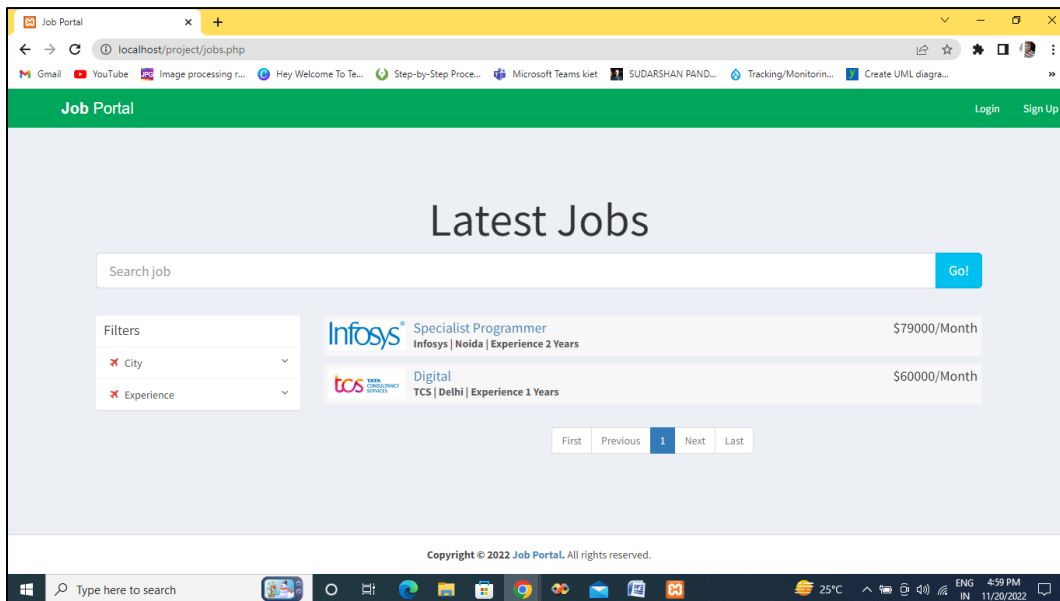 Job Portal
localhost/project/jobs.php
Gmail YouTube JPG Image processing r... Hey Welcome To Te... Step-by-Step Proce... Microsoft Teams kiet SUDARSHAN PAND... Tracking/Monitorin... Create UML diagra... »
Job Portal Login Sign Up
Latest Jobs
Search job Go!
Filters
City
Experience
Infosys® Specialist Programmer $79000/Month
Infosys | Noida | Experience 2 Years
tcs TATA CONSULTANCY SERVICES Digital $60000/Month
TCS | Delhi | Experience 1 Years
First Previous 1 Next Last
Copyright © 2022 Job Portal. All rights reserved.
Type here to search 25°C ENG 4:59 PM
IN 11/20/2022